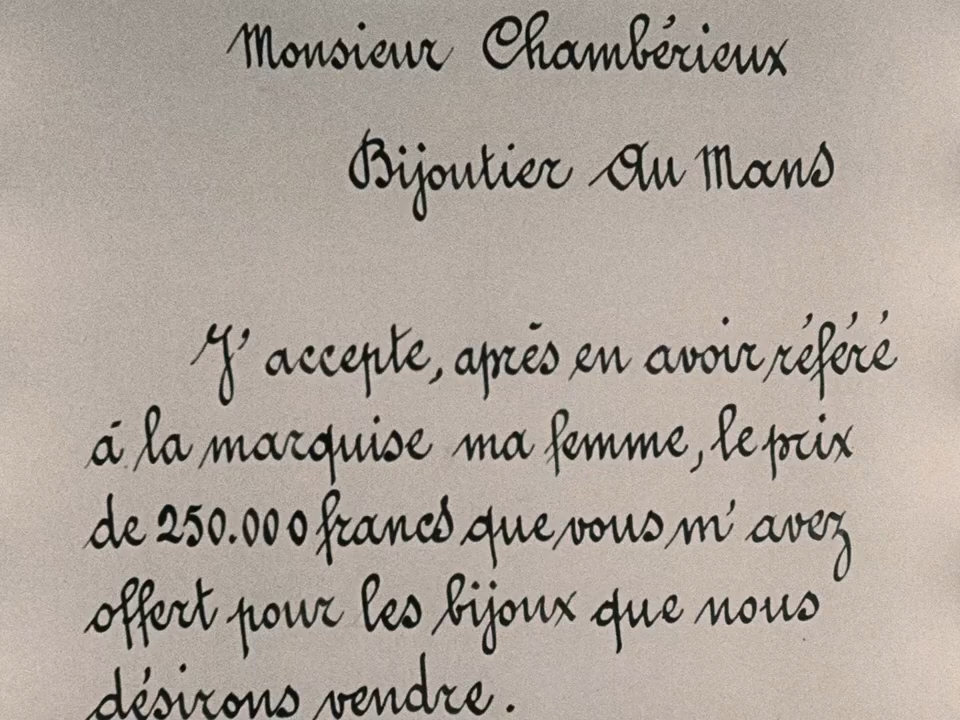 Monsieur Chambérieux
Bijoutier Au Mans
J' accepte, après en avoir référé
à la marquise ma femme, le prix
de 250.000 francs que vous m' avez
offert pour les bijoux que nous
désirons vendre.